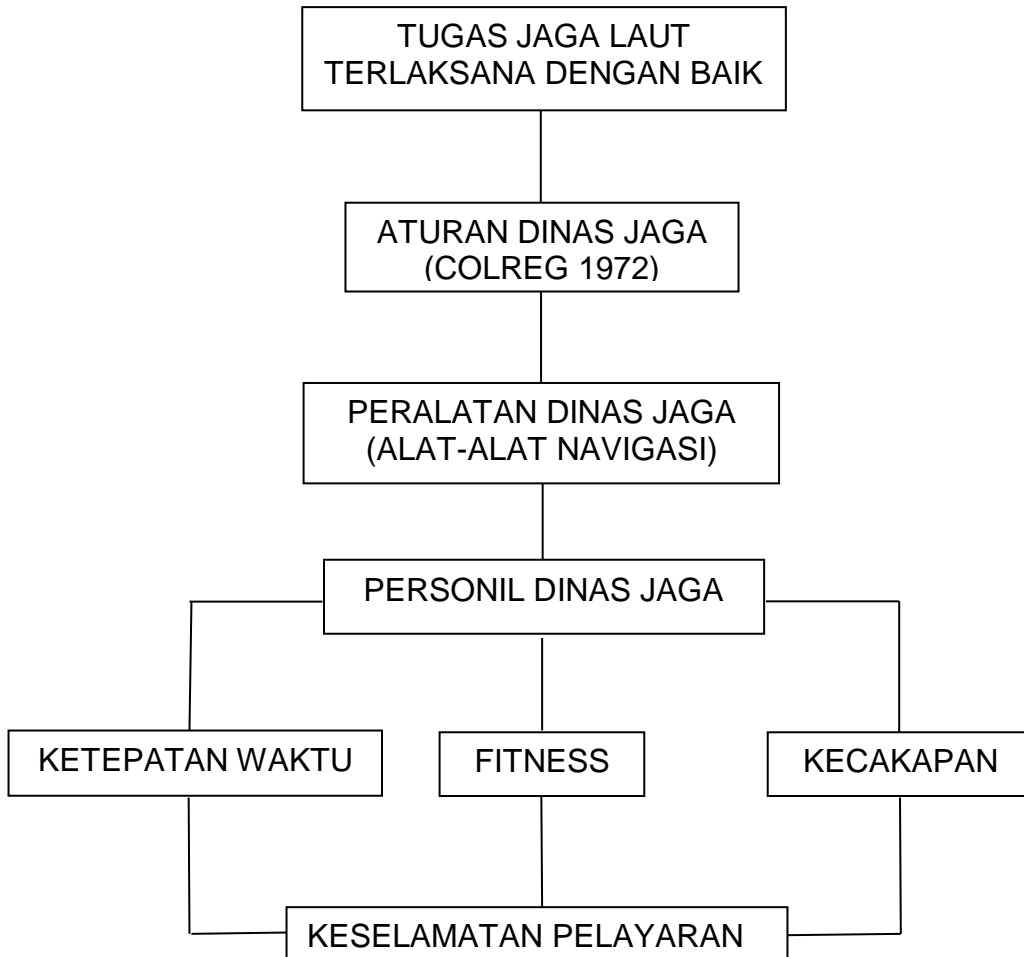 TUGAS JAGA LAUT
TERLAKSANA DENGAN BAIK
ATURAN DINAS JAGA
(COLREG 1972)
PERALATAN DINAS JAGA
(ALAT-ALAT NAVIGASI)
PERSONIL DINAS JAGA
KETEPATAN WAKTU
FITNESS
KECAKAPAN
KESELAMATAN PELAYARAN